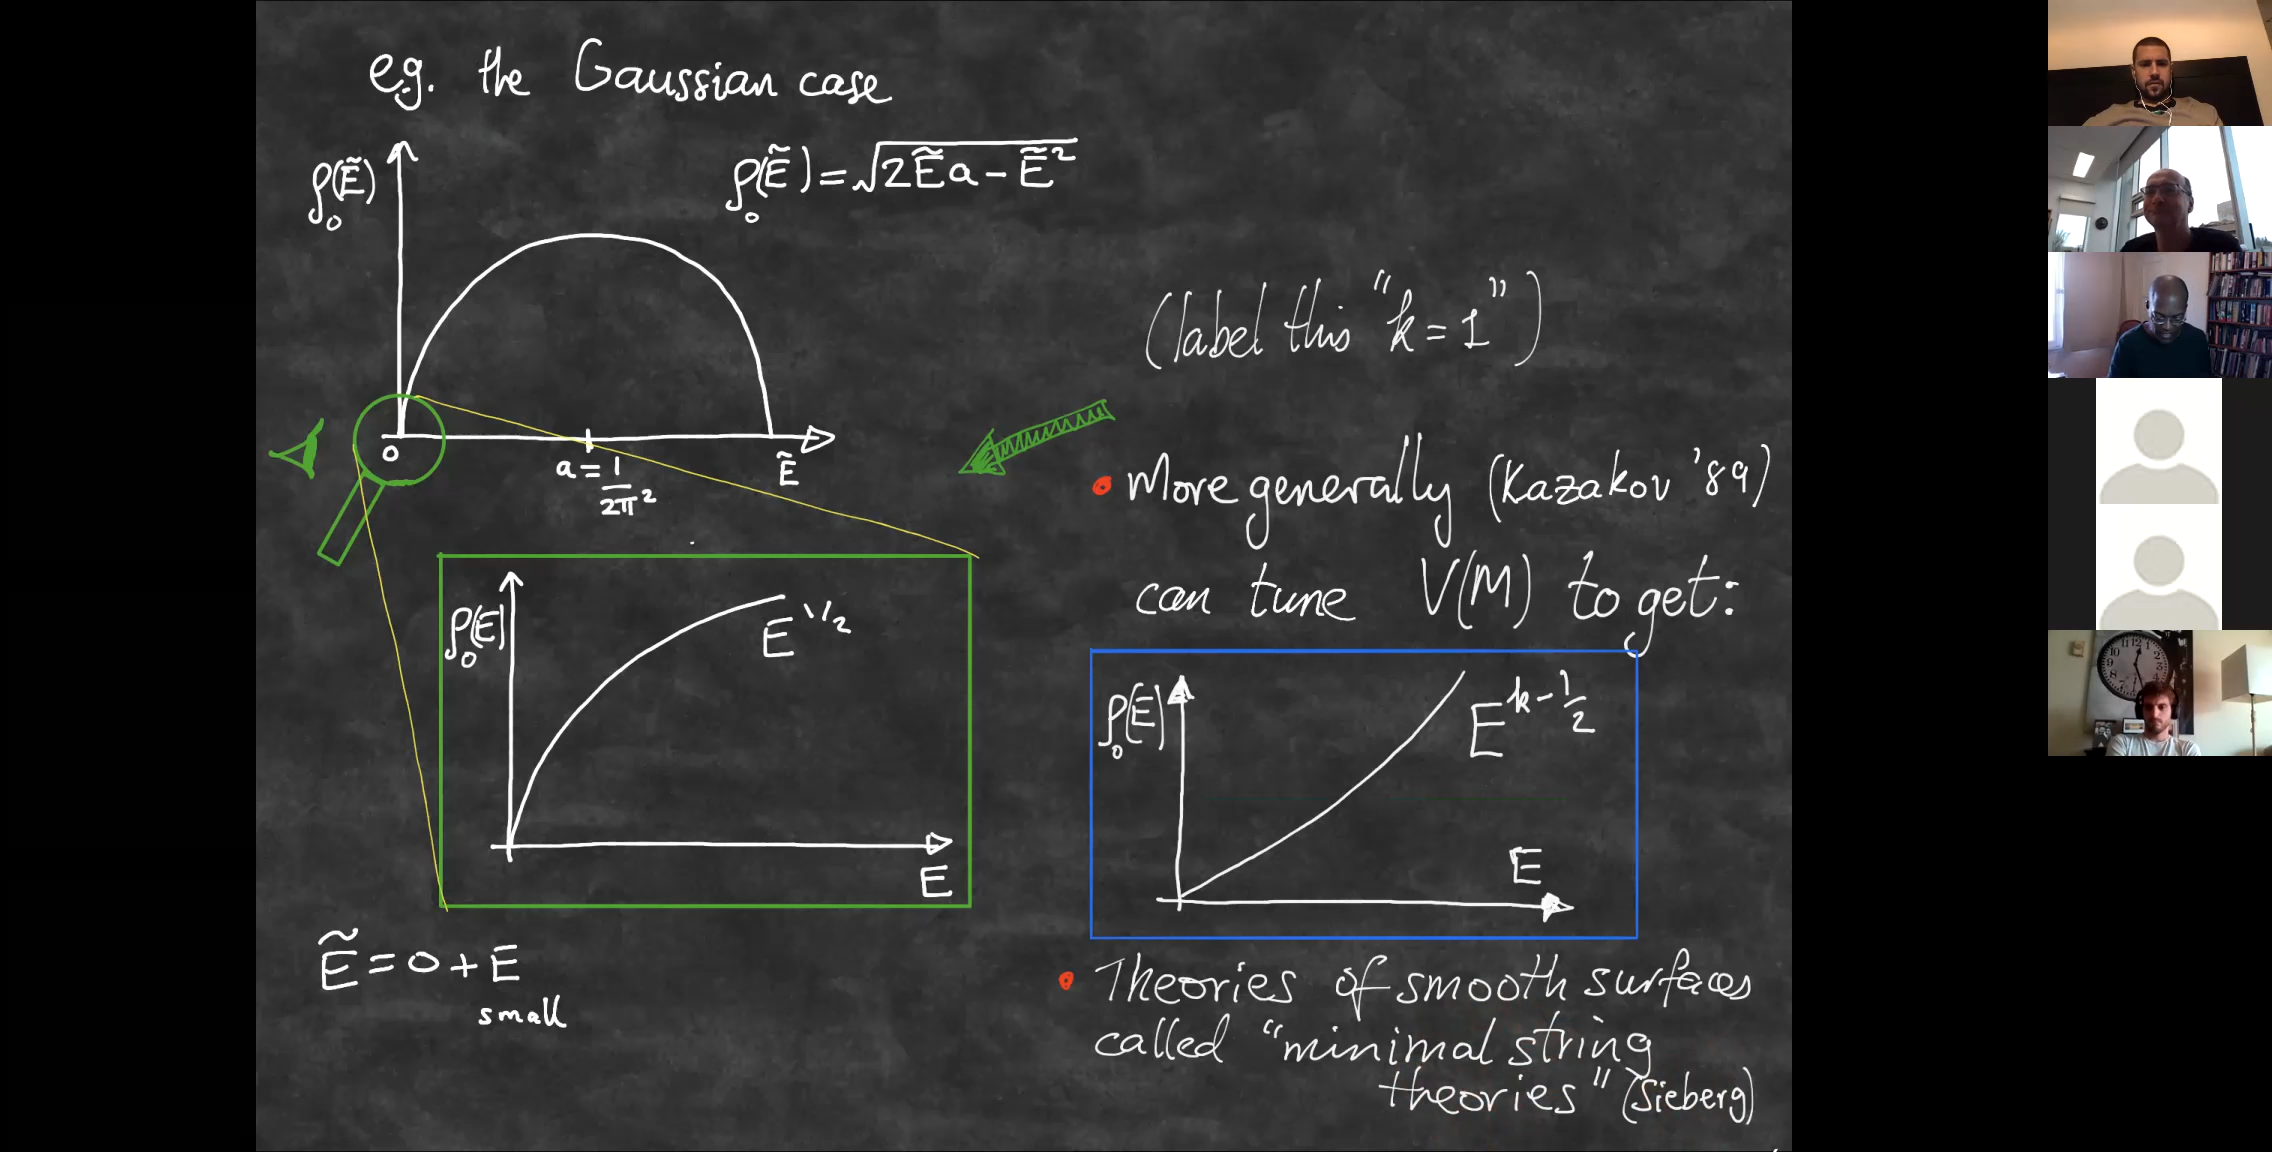 e.g. the Gaussian case
ρ₀(Ẽ)
ρ₀(Ẽ) = √(2Ẽa − Ẽ²)
0
a = 1/2π²
Ẽ
(label this "k = 1")
• More generally (Kazakov '89)
can tune V(M) to get:
ρ₀(E)
E^1/2
E
ρ₀(E)
E^k-1/2
E
Ẽ = 0 + E
small
• Theories of smooth surfaces
called "minimal string
theories" (Sieberg)